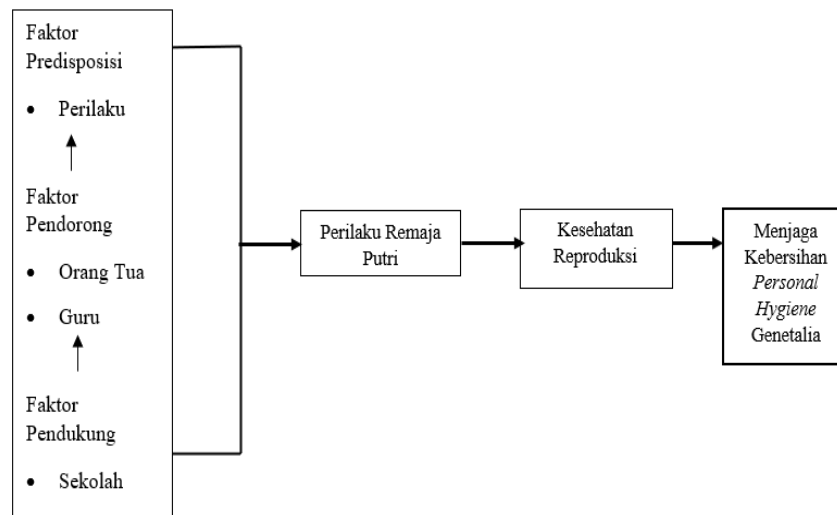 Faktor
Predisposisi
• Perilaku
Faktor
Pendorong
• Orang Tua
• Guru
Faktor
Pendukung
• Sekolah
Perilaku Remaja
Putri
Kesehatan
Reproduksi
Menjaga
Kebersihan
Personal
Hygiene
Genetalia